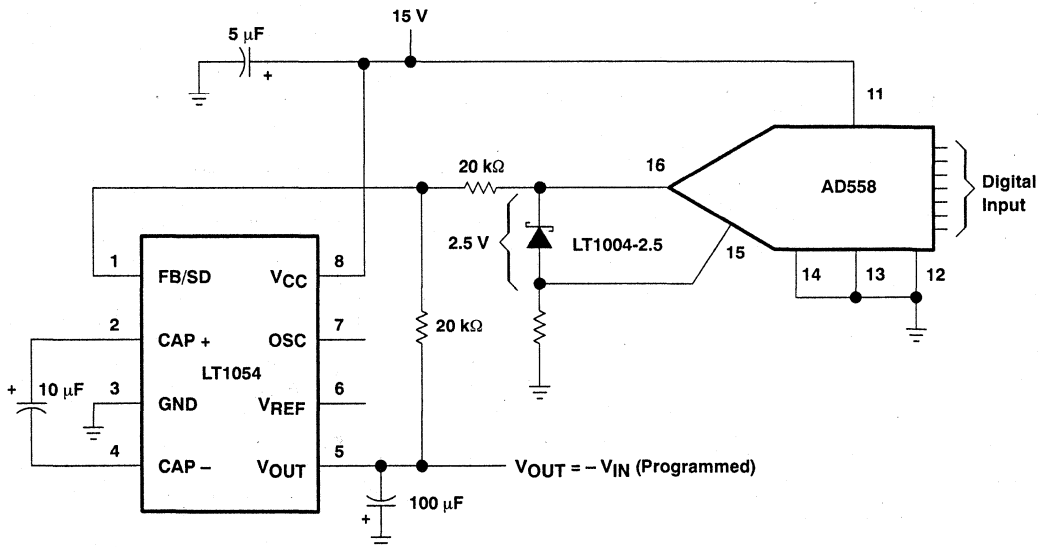 15 V
5 μF
+
11
16
20 kΩ
AD558
Digital
Input
2.5 V
LT1004-2.5
15
14
13
12
1
FB/SD
VCC
8
2
CAP +
OSC
7
20 kΩ
LT1054
+
10 μF
3
GND
VREF
6
4
CAP –
VOUT
5
VOUT = – VIN (Programmed)
100 μF
+